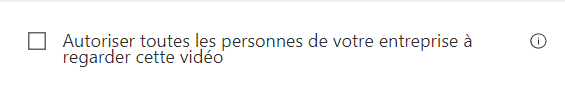 Autoriser toutes les personnes de votre entreprise à
regarder cette vidéo